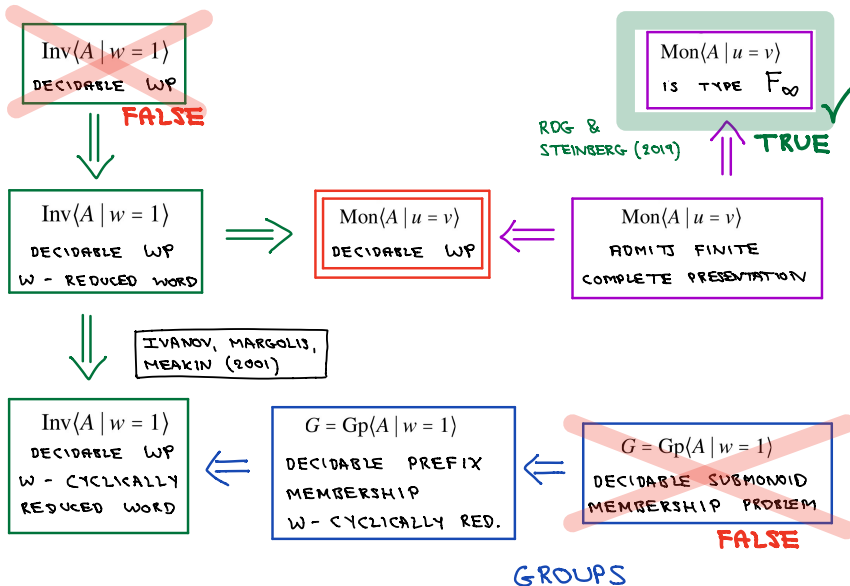 Inv⟨A | w = 1⟩
DECIDABLE WP
FALSE
Mon⟨A | u = v⟩
IS TYPE F∞
RDG &
STEINBERG (2019)
TRUE
Inv⟨A | w = 1⟩
DECIDABLE WP
W - REDUCED WORD
Mon⟨A | u = v⟩
DECIDABLE WP
Mon⟨A | u = v⟩
ADMITS FINITE
COMPLETE PRESENTATION
IVANOV, MARGOLIS,
MEAKIN (2001)
Inv⟨A | w = 1⟩
DECIDABLE WP
W - CYCLICALLY
REDUCED WORD
G = Gp⟨A | w = 1⟩
DECIDABLE PREFIX
MEMBERSHIP
W - CYCLICALLY RED.
G = Gp⟨A | w = 1⟩
DECIDABLE SUBMONOID
MEMBERSHIP PROBLEM
FALSE
GROUPS